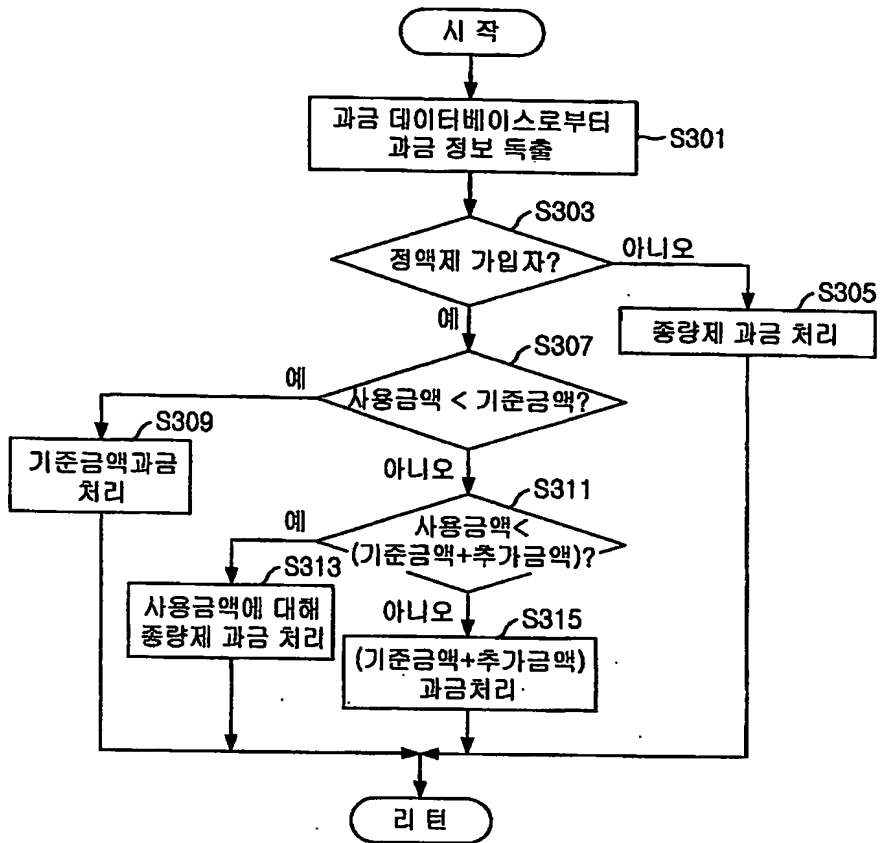 시 작
과금 데이터베이스로부터
과금 정보 독출
S301
S303
정액제 가입자?
아니오
예
S305
종량제 과금 처리
S307
사용금액 < 기준금액?
예
아니오
S309
기준금액과금
처리
S311
사용금액<
(기준금액+추가금액)?
예
아니오
S313
사용금액에 대해
종량제 과금 처리
S315
(기준금액+추가금액)
과금처리
리 턴